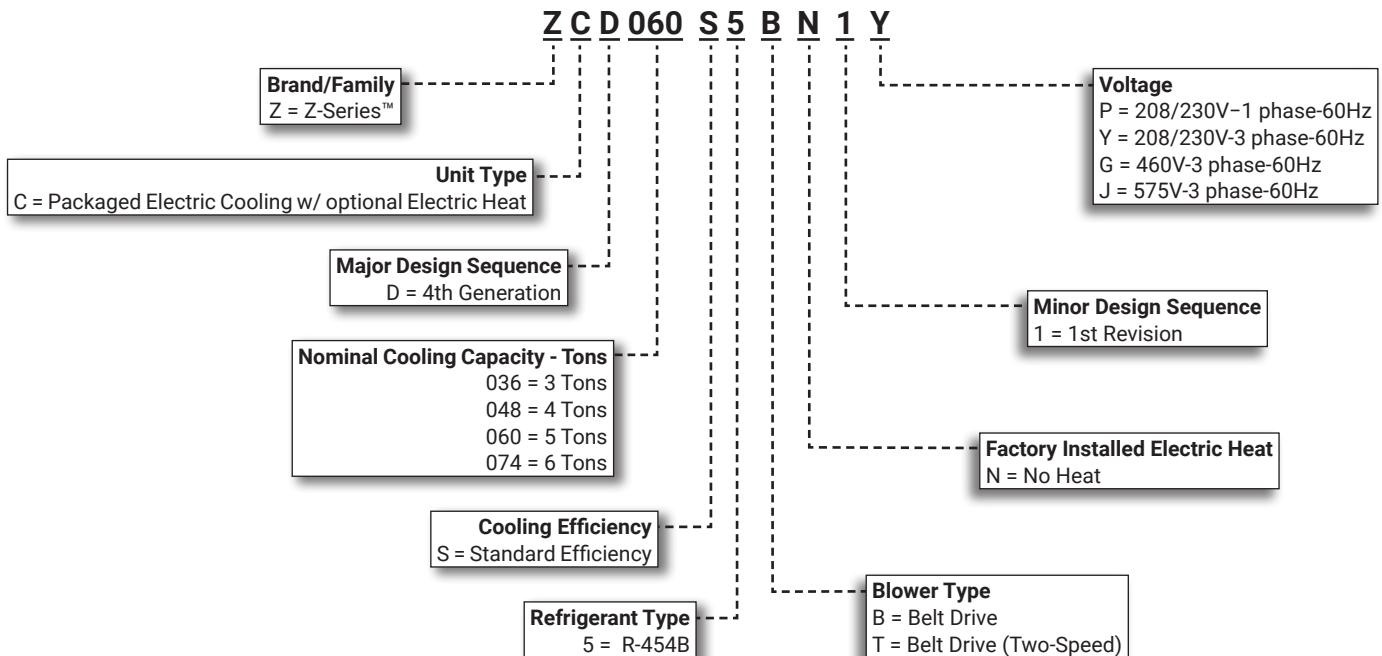 Z C D 060 S 5 B N 1 Y
Brand/Family
Z = Z-Series™
Voltage
P = 208/230V−1 phase-60Hz
Y = 208/230V-3 phase-60Hz
G = 460V-3 phase-60Hz
J = 575V-3 phase-60Hz
Unit Type
C = Packaged Electric Cooling w/ optional Electric Heat
Major Design Sequence
D = 4th Generation
Minor Design Sequence
1 = 1st Revision
Nominal Cooling Capacity - Tons
036 = 3 Tons
048 = 4 Tons
060 = 5 Tons
074 = 6 Tons
Factory Installed Electric Heat
N = No Heat
Cooling Efficiency
S = Standard Efficiency
Refrigerant Type
5 = R-454B
Blower Type
B = Belt Drive
T = Belt Drive (Two-Speed)